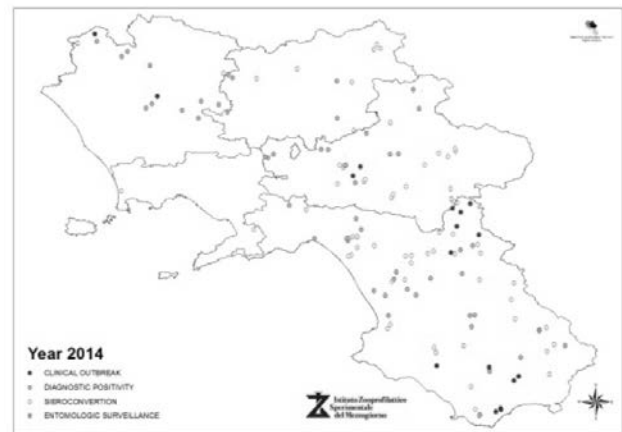 Year 2014
CLINICAL OUTBREAK
DIAGNOSTIC POSITIVITY
SIEROCONVERTION
ENTOMOLOGIC SURVEILLANCE
Istituto Zooprofilattico
Sperimentale
del Mezzogiorno